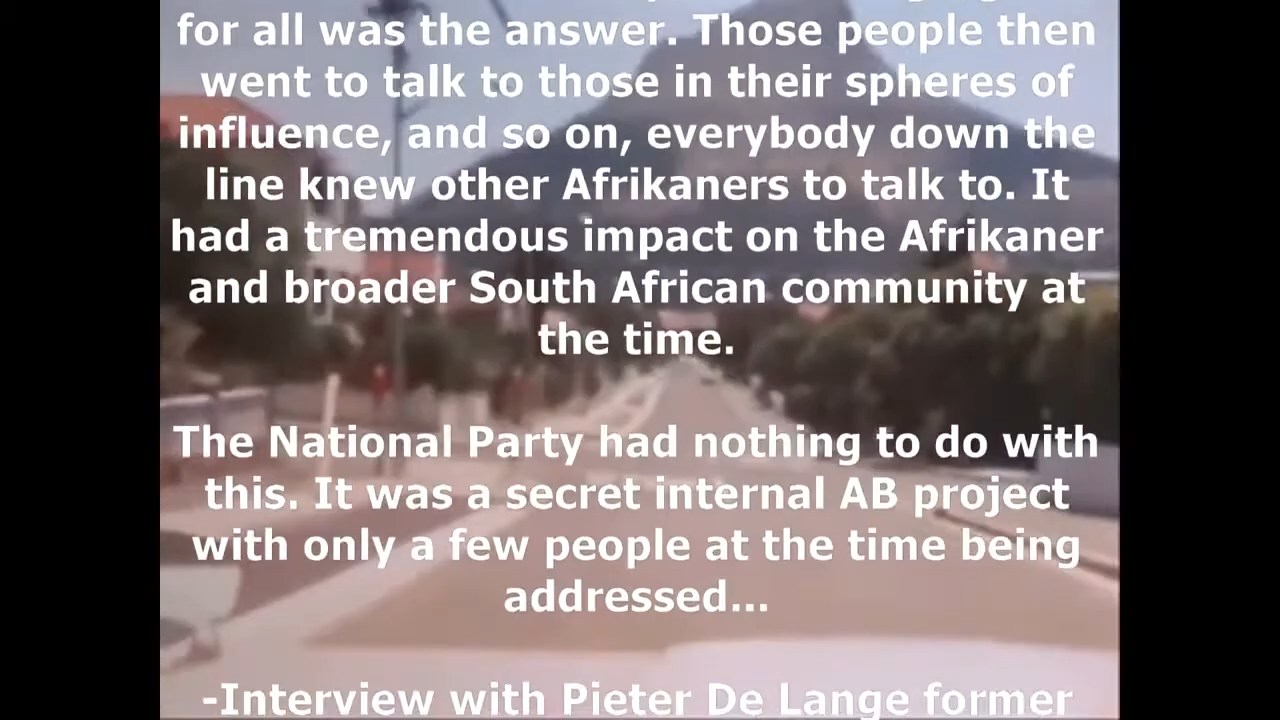 for all was the answer. Those people then
went to talk to those in their spheres of
influence, and so on, everybody down the
line knew other Afrikaners to talk to. It
had a tremendous impact on the Afrikaner
and broader South African community at
the time.
The National Party had nothing to do with
this. It was a secret internal AB project
with only a few people at the time being
addressed...
-Interview with Pieter De Lange former